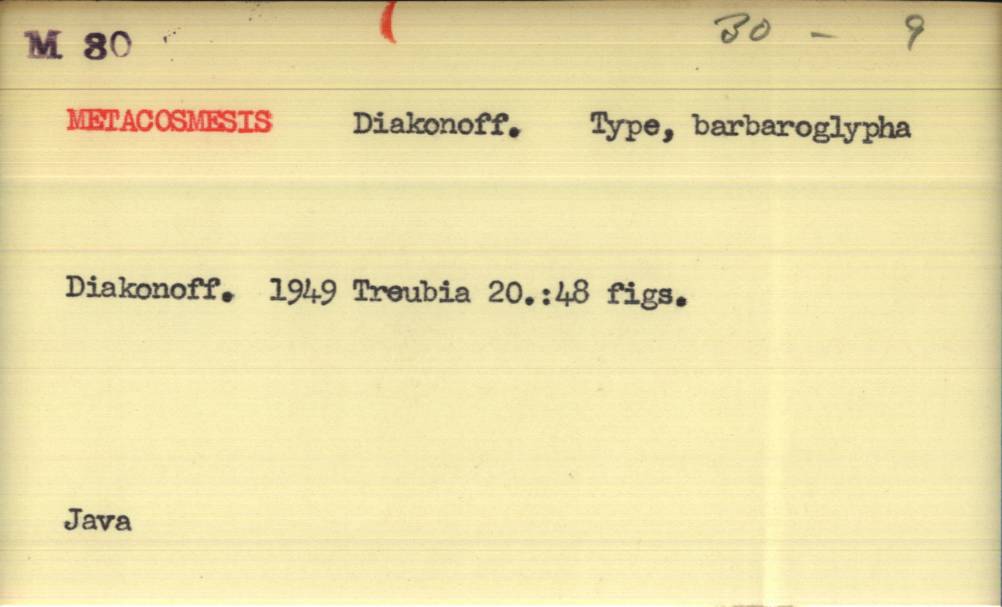 M 80 30 - 9
METACOSMESIS Diakonoff. Type, barbaroglypha
Diakonoff. 1949 Treubia 20.:48 figs.
Java